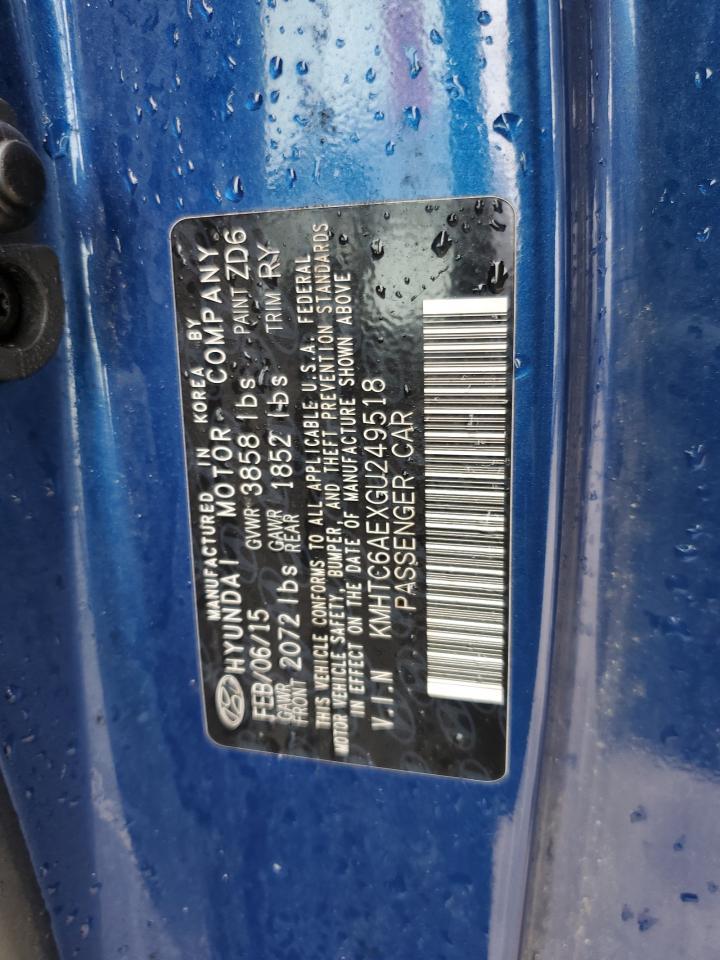 MANUFACTURED IN KOREA BY
HYUNDAI MOTOR COMPANY
FEB/06/15 GVWR 3858 lbs PAINT ZD6
GAWR FRONT 2072 lbs GAWR REAR 1852 lbs TRIM RY
THIS VEHICLE CONFORMS TO ALL APPLICABLE U.S.A. FEDERAL
MOTOR VEHICLE SAFETY, BUMPER, AND THEFT PREVENTION STANDARDS
IN EFFECT ON THE DATE OF MANUFACTURE SHOWN ABOVE
V.I.N KMHTC6AEXGU249518
PASSENGER CAR